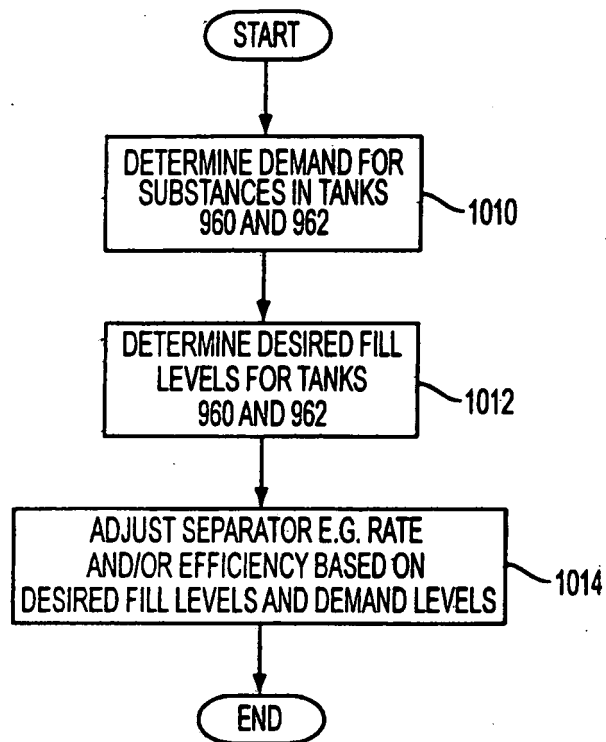 START
DETERMINE DEMAND FOR
SUBSTANCES IN TANKS
960 AND 962
1010
DETERMINE DESIRED FILL
LEVELS FOR TANKS
960 AND 962
1012
ADJUST SEPARATOR E.G. RATE
AND/OR EFFICIENCY BASED ON
DESIRED FILL LEVELS AND DEMAND LEVELS
1014
END